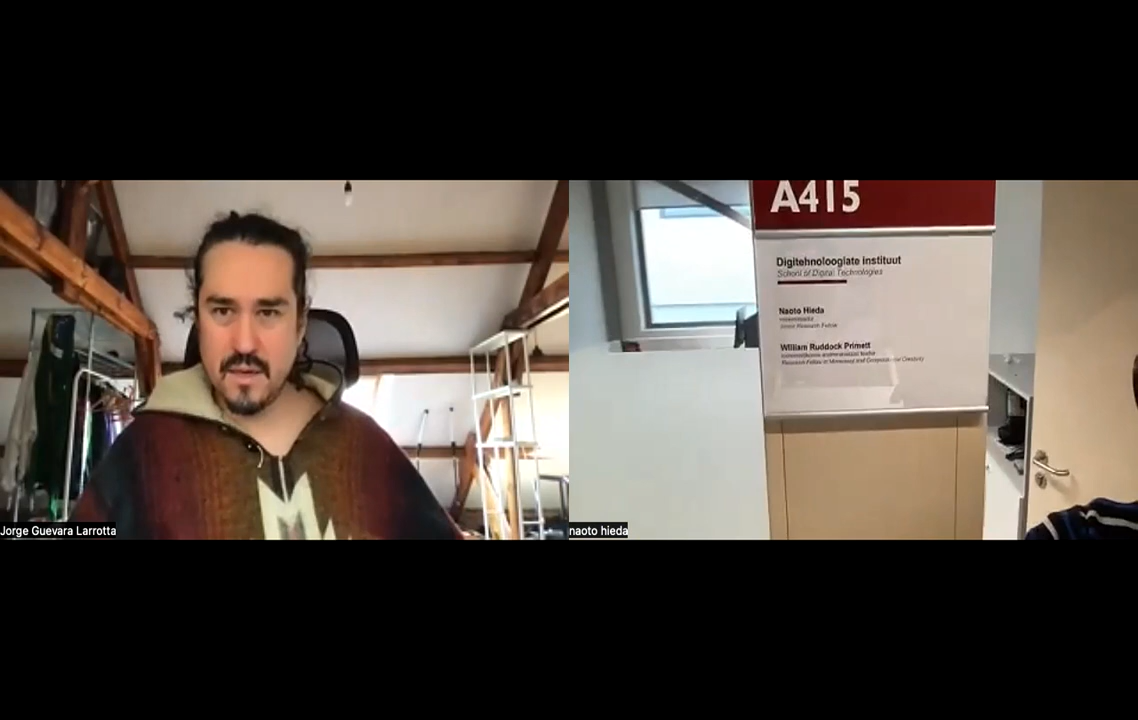 Jorge Guevara Larrotta
A415
Digitehnoloogiate instituut
School of Digital Technologies
Naoto Hieda
William Ruddock Primett
naoto hieda